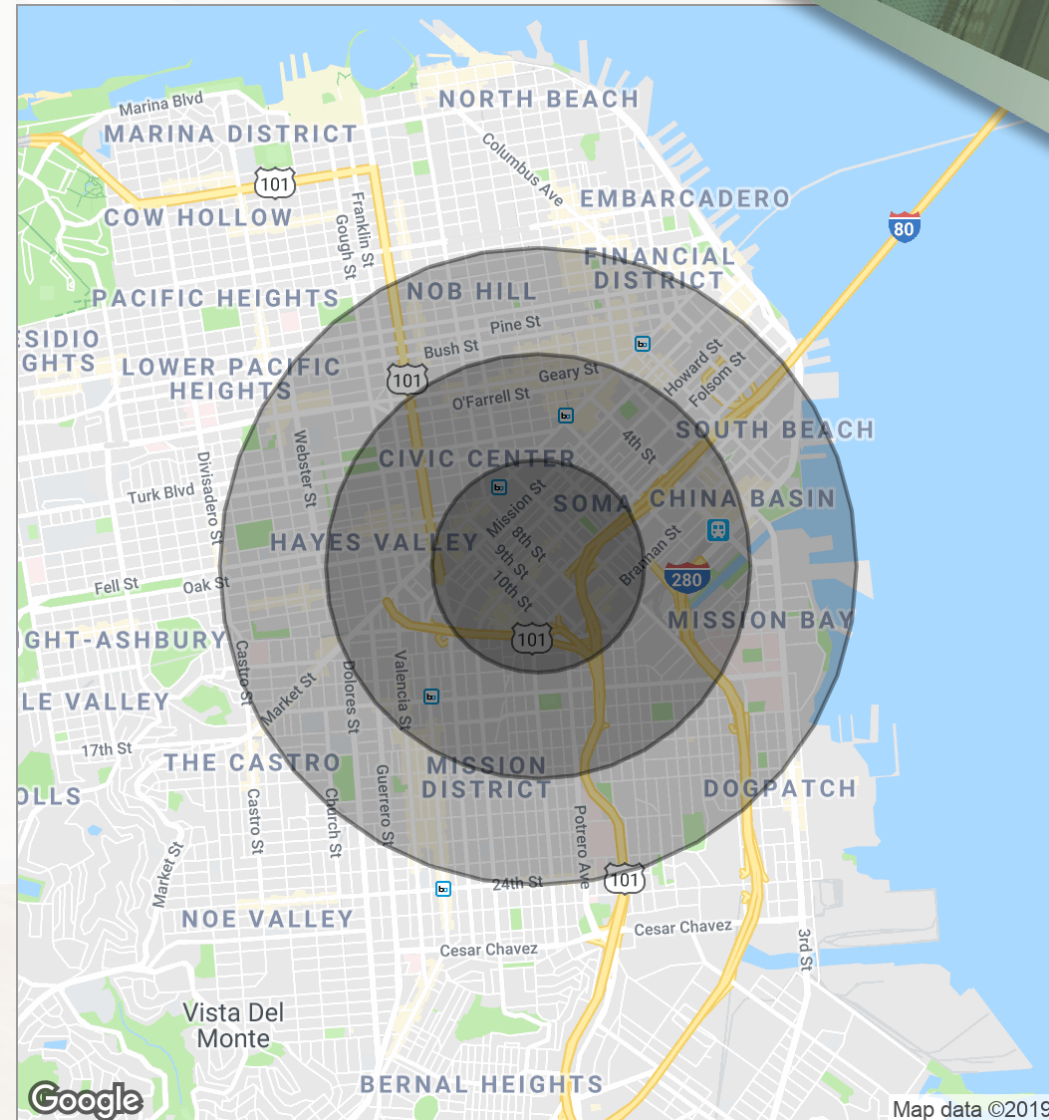 NORTH BEACH
Marina Blvd
MARINA DISTRICT
Columbus Ave
101
EMBARCADERO
COW HOLLOW
Franklin St
Gough St
80
FINANCIAL
DISTRICT
NOB HILL
PACIFIC HEIGHTS
Pine St
ESIDIO
GHTS
Bush St
LOWER PACIFIC
HEIGHTS
101
Geary St
Howard St
Folsom St
O'Farrell St
SOUTH BEACH
4th St
Webster St
CIVIC CENTER
Divisadero St
Turk Blvd
Mission St
SOMA
CHINA BASIN
8th St
HAYES VALLEY
9th St
Brannan St
10th St
280
Fell St
Oak St
MISSION BAY
GHT-ASHBURY
101
Castro St
Market St
Dolores St
Valencia St
LE VALLEY
17th St
THE CASTRO
MISSION
DISTRICT
DOGPATCH
OLLS
Castro St
Church St
Guerrero St
Potrero Ave
Market St
24th St
101
NOE VALLEY
Cesar Chavez
Cesar Chavez
3rd St
Vista Del
Monte
BERNAL HEIGHTS
Google
Map data ©2019